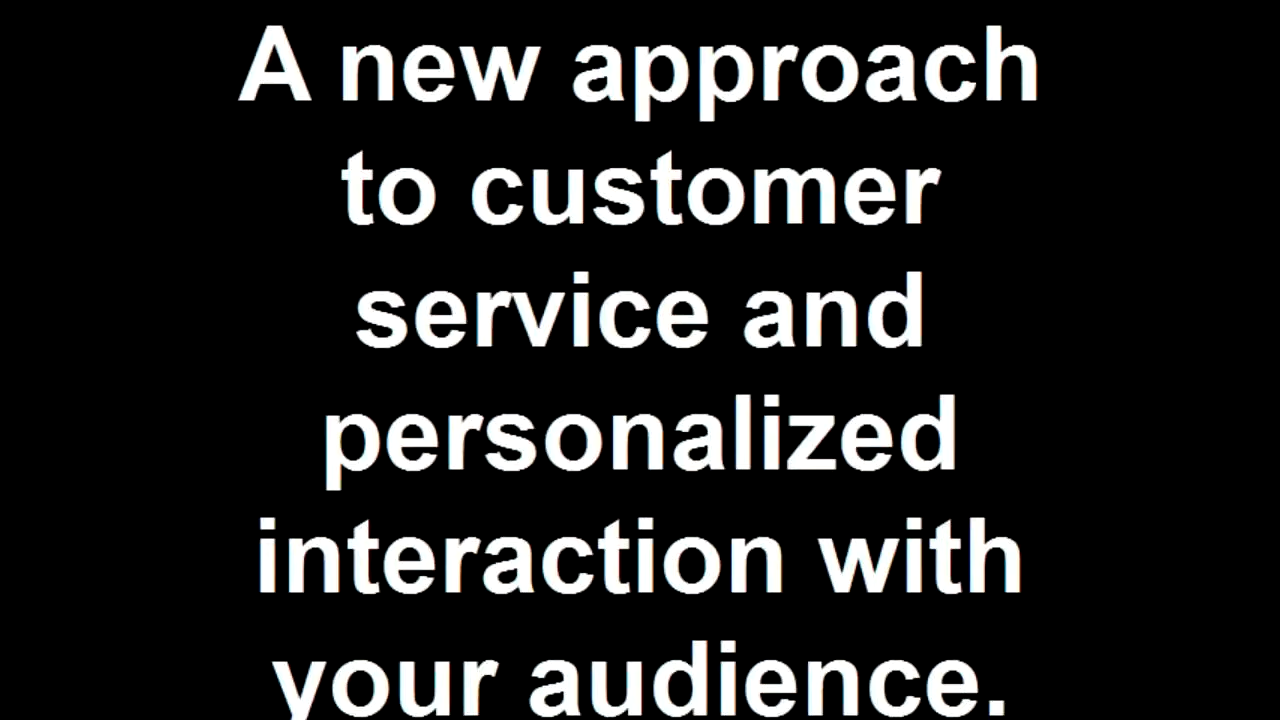 A new approach
to customer
service and
personalized
interaction with
your audience.